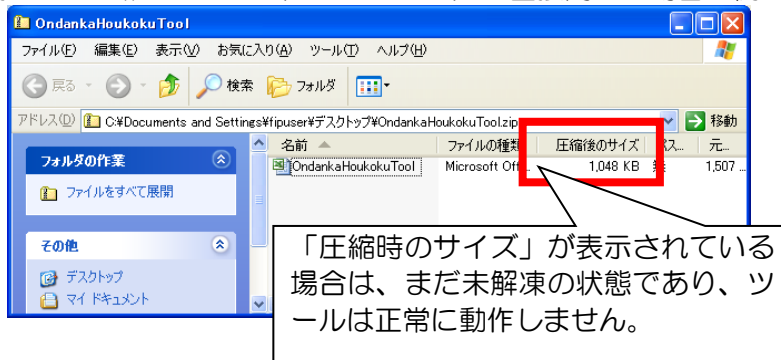 OndankaHoukokuTool
ファイル(F) 編集(E) 表示(V) お気に入り(A) ツール(T) ヘルプ(H)
戻る 検索 フォルダ
アドレス(D) C:¥Documents and Settings¥fipuser¥デスクトップ¥OndankaHoukokuTool.zip 移動
名前 ファイルの種類 圧縮後のサイズ パス... 元...
OndankaHoukokuTool Microsoft Off... 1,048 KB 無 1,507 ...
フォルダの作業
ファイルをすべて展開
その他
デスクトップ
マイ ドキュメント
「圧縮時のサイズ」が表示されている
場合は、まだ未解凍の状態であり、ツ
ールは正常に動作しません。